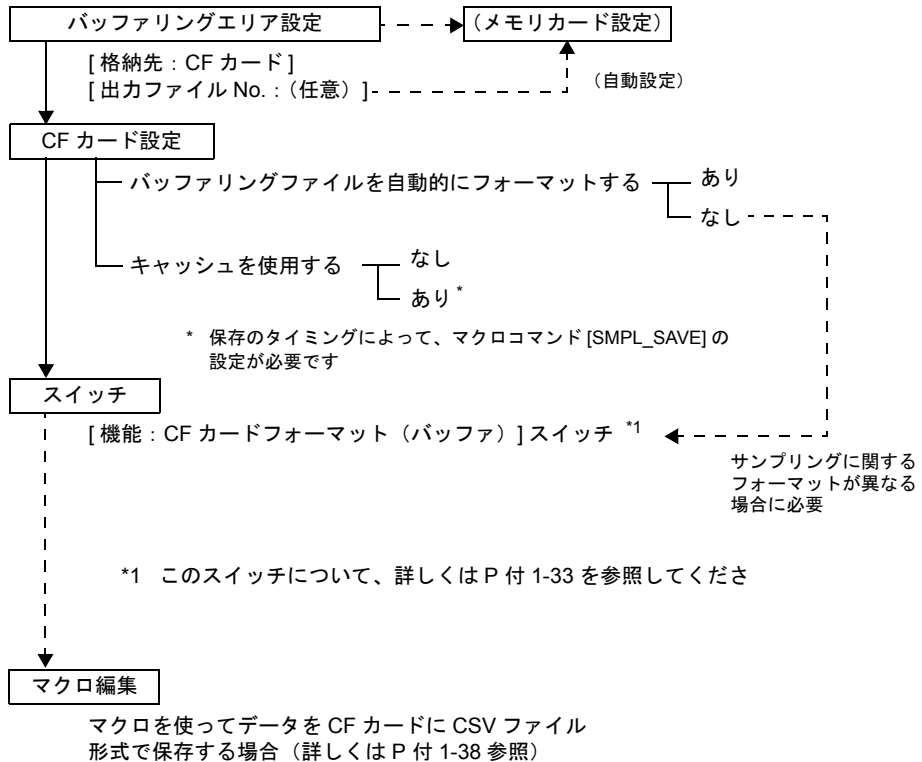 バッファリングエリア設定
（メモリカード設定）
[ 格納先：CF カード ]
[ 出力ファイル No.：（任意）]
（自動設定）
CF カード設定
バッファリングファイルを自動的にフォーマットする
あり
なし
キャッシュを使用する
なし
あり *
* 保存のタイミングによって、マクロコマンド [SMPL_SAVE] の
設定が必要です
スイッチ
[ 機能：CF カードフォーマット（バッファ）] スイッチ *1
サンプリングに関する
フォーマットが異なる
場合に必要
*1 このスイッチについて、詳しくは P 付 1-33 を参照してくださ
マクロ編集
マクロを使ってデータを CF カードに CSV ファイル
形式で保存する場合（詳しくは P 付 1-38 参照）